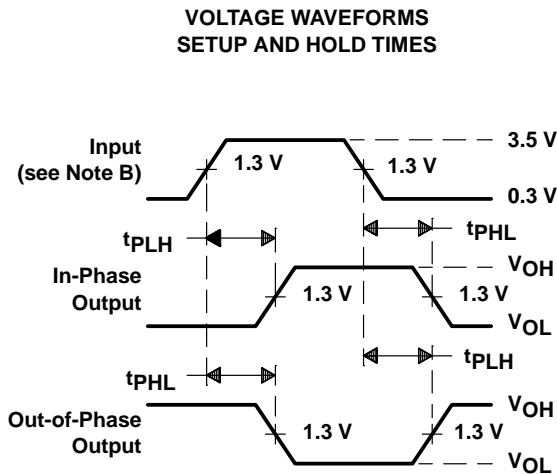 VOLTAGE WAVEFORMS
SETUP AND HOLD TIMES
3.5 V
Input
(see Note B)
1.3 V
1.3 V
0.3 V
tPLH
tPHL
VOH
In-Phase
Output
1.3 V
1.3 V
VOL
tPHL
tPLH
VOH
Out-of-Phase
Output
1.3 V
1.3 V
VOL